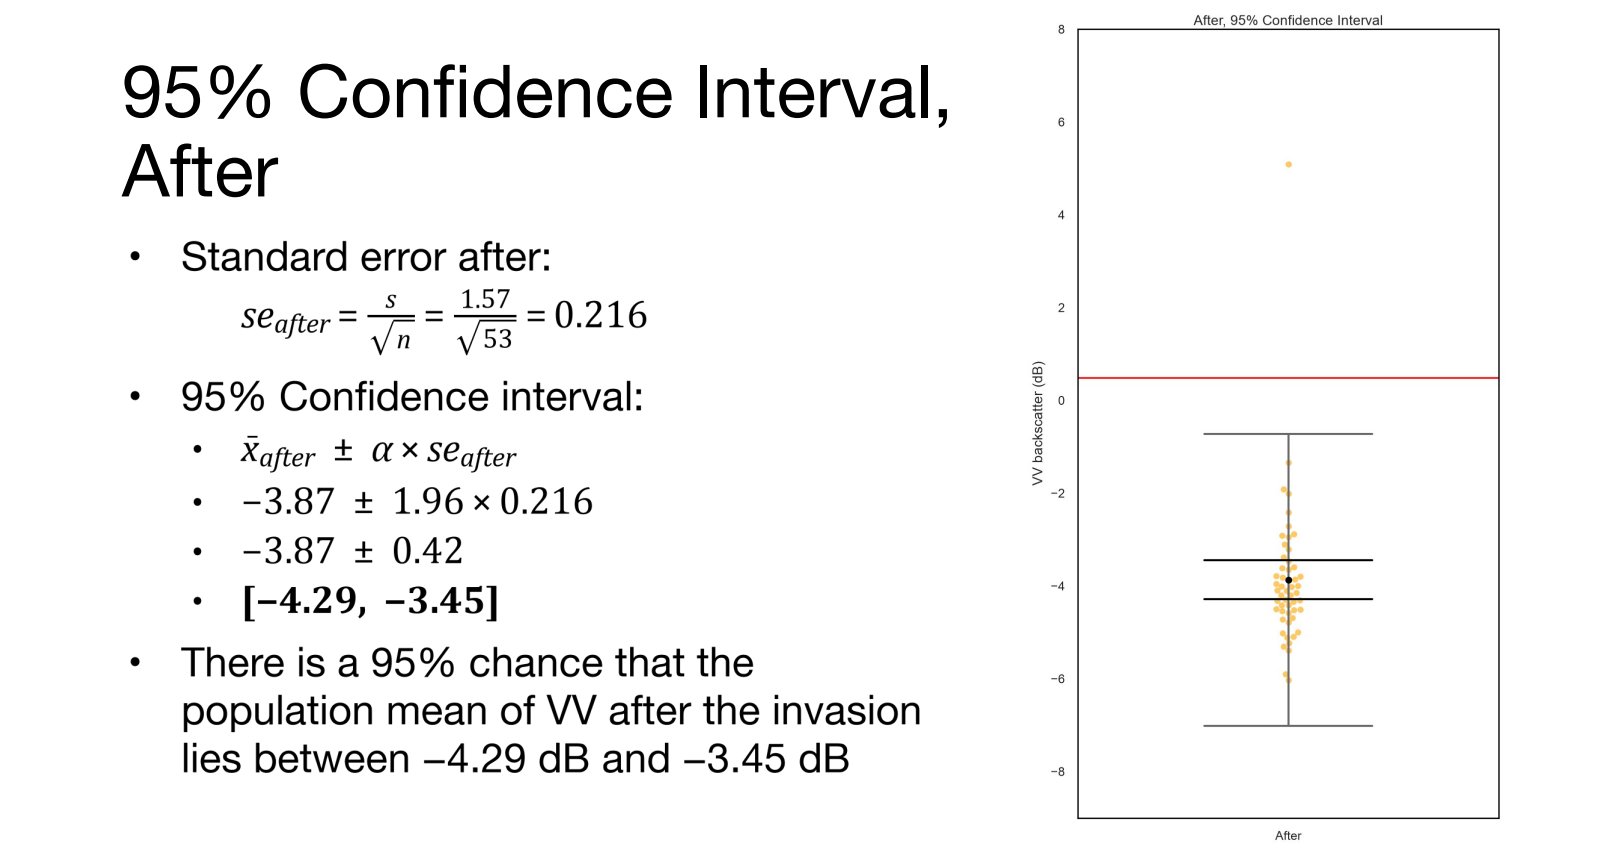 95% Confidence Interval,
After
• Standard error after:
se_after = s/√n = 1.57/√53 = 0.216
• 95% Confidence interval:
• x̄_after ± α × se_after
• −3.87 ± 1.96 × 0.216
• −3.87 ± 0.42
• [−4.29, −3.45]
• There is a 95% chance that the
population mean of VV after the invasion
lies between −4.29 dB and −3.45 dB
After, 95% Confidence Interval
8
6
4
2
0
−2
−4
−6
−8
VV backscatter (dB)
After